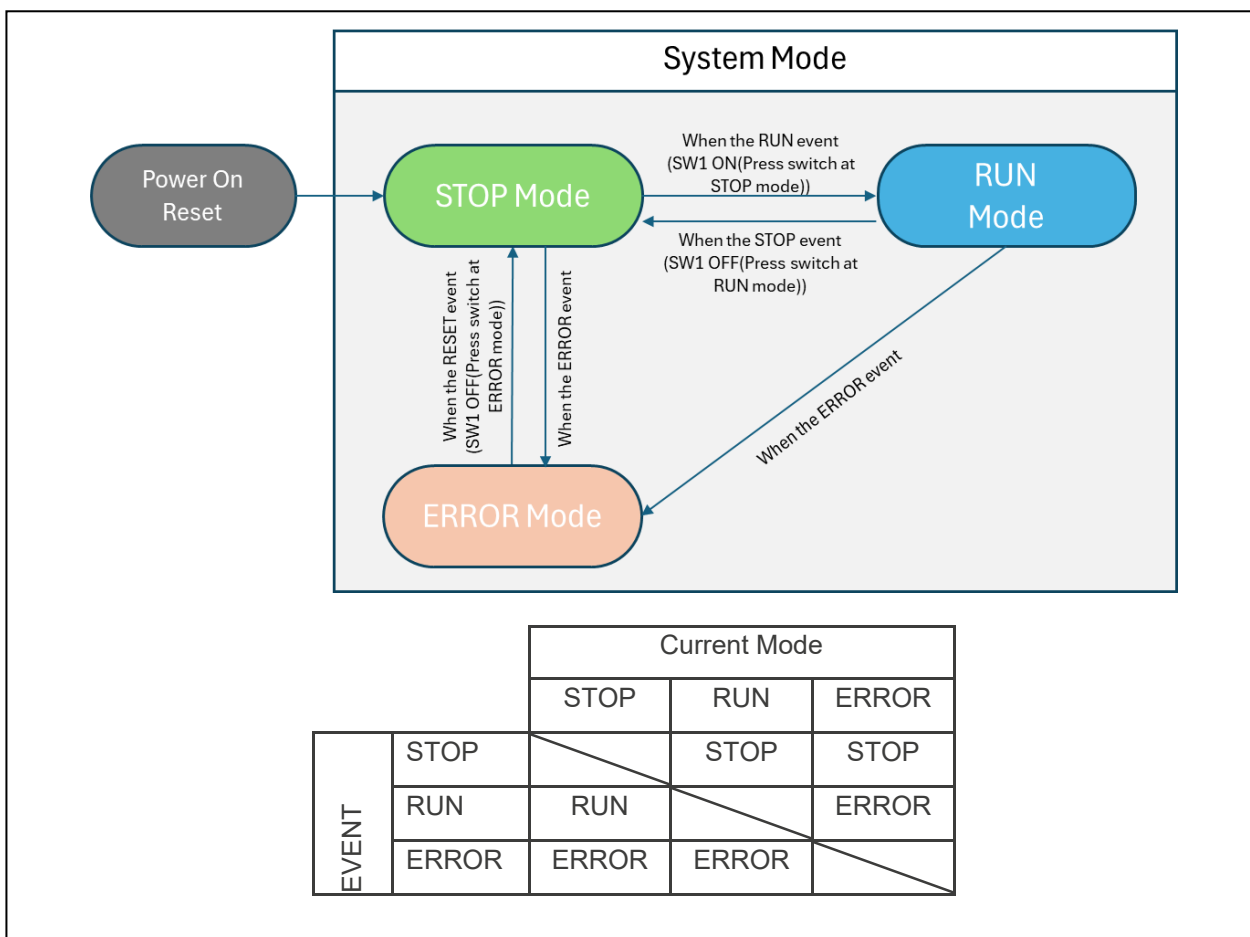 System Mode
Power On
Reset
STOP Mode
When the RUN event
(SW1 ON(Press switch at
STOP mode))
RUN
Mode
When the STOP event
(SW1 OFF(Press switch at
RUN mode))
When the RESET event
(SW1 OFF(Press switch at
ERROR mode))
When the ERROR event
When the ERROR event
ERROR Mode
Current Mode
STOP RUN ERROR
EVENT
STOP STOP STOP
RUN RUN ERROR
ERROR ERROR ERROR